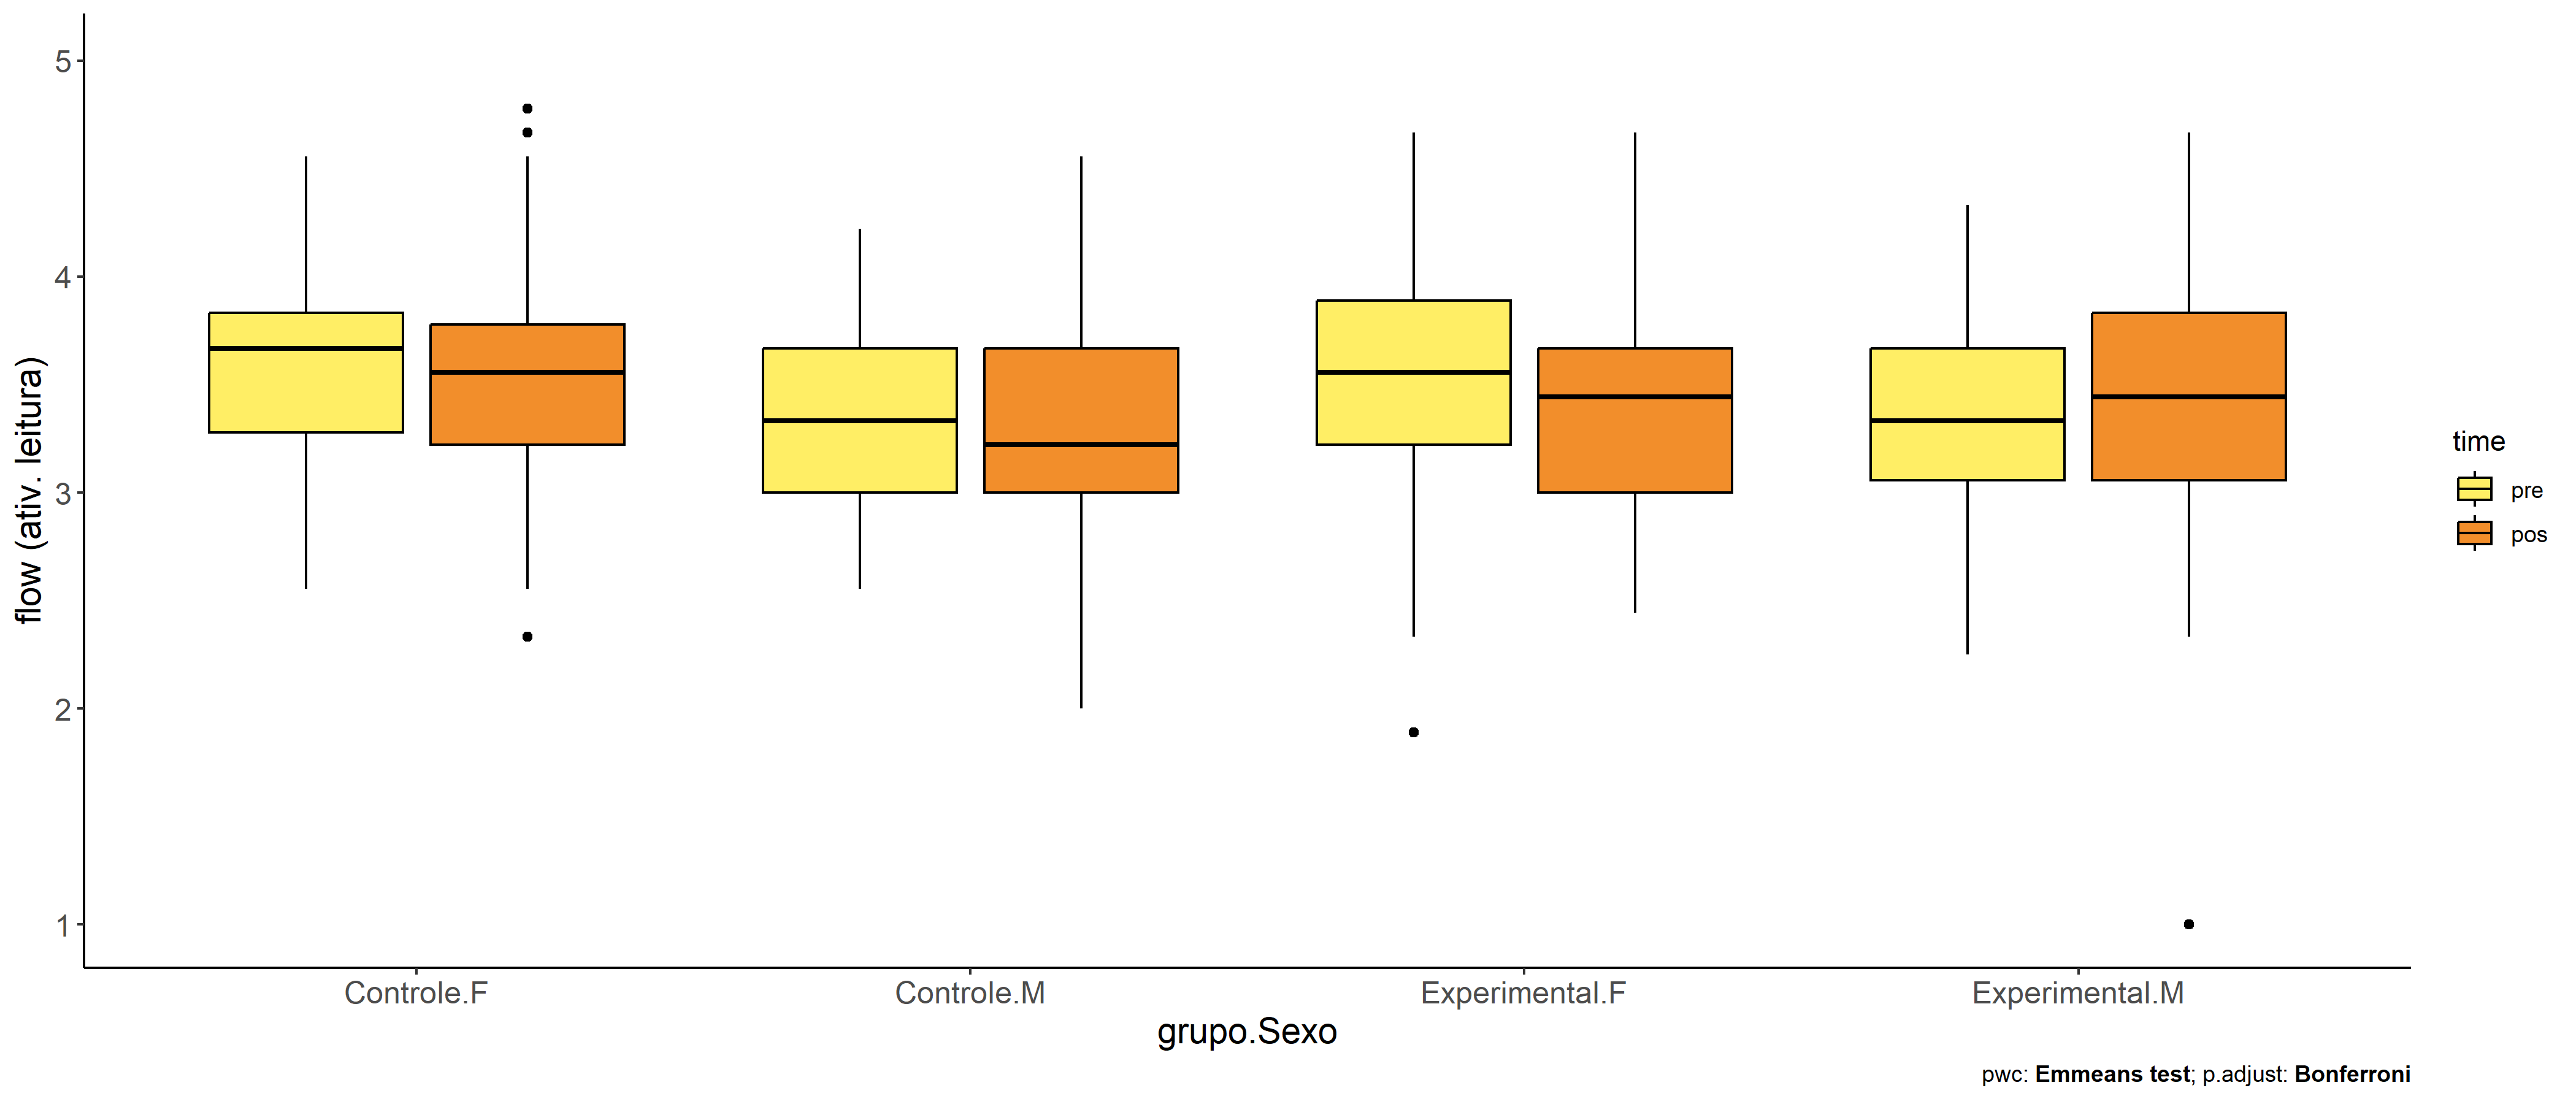 flow (ativ. leitura)
5
4
3
2
1
Controle.F
Controle.M
Experimental.F
Experimental.M
grupo.Sexo
time
pre
pos
pwc: Emmeans test; p.adjust: Bonferroni